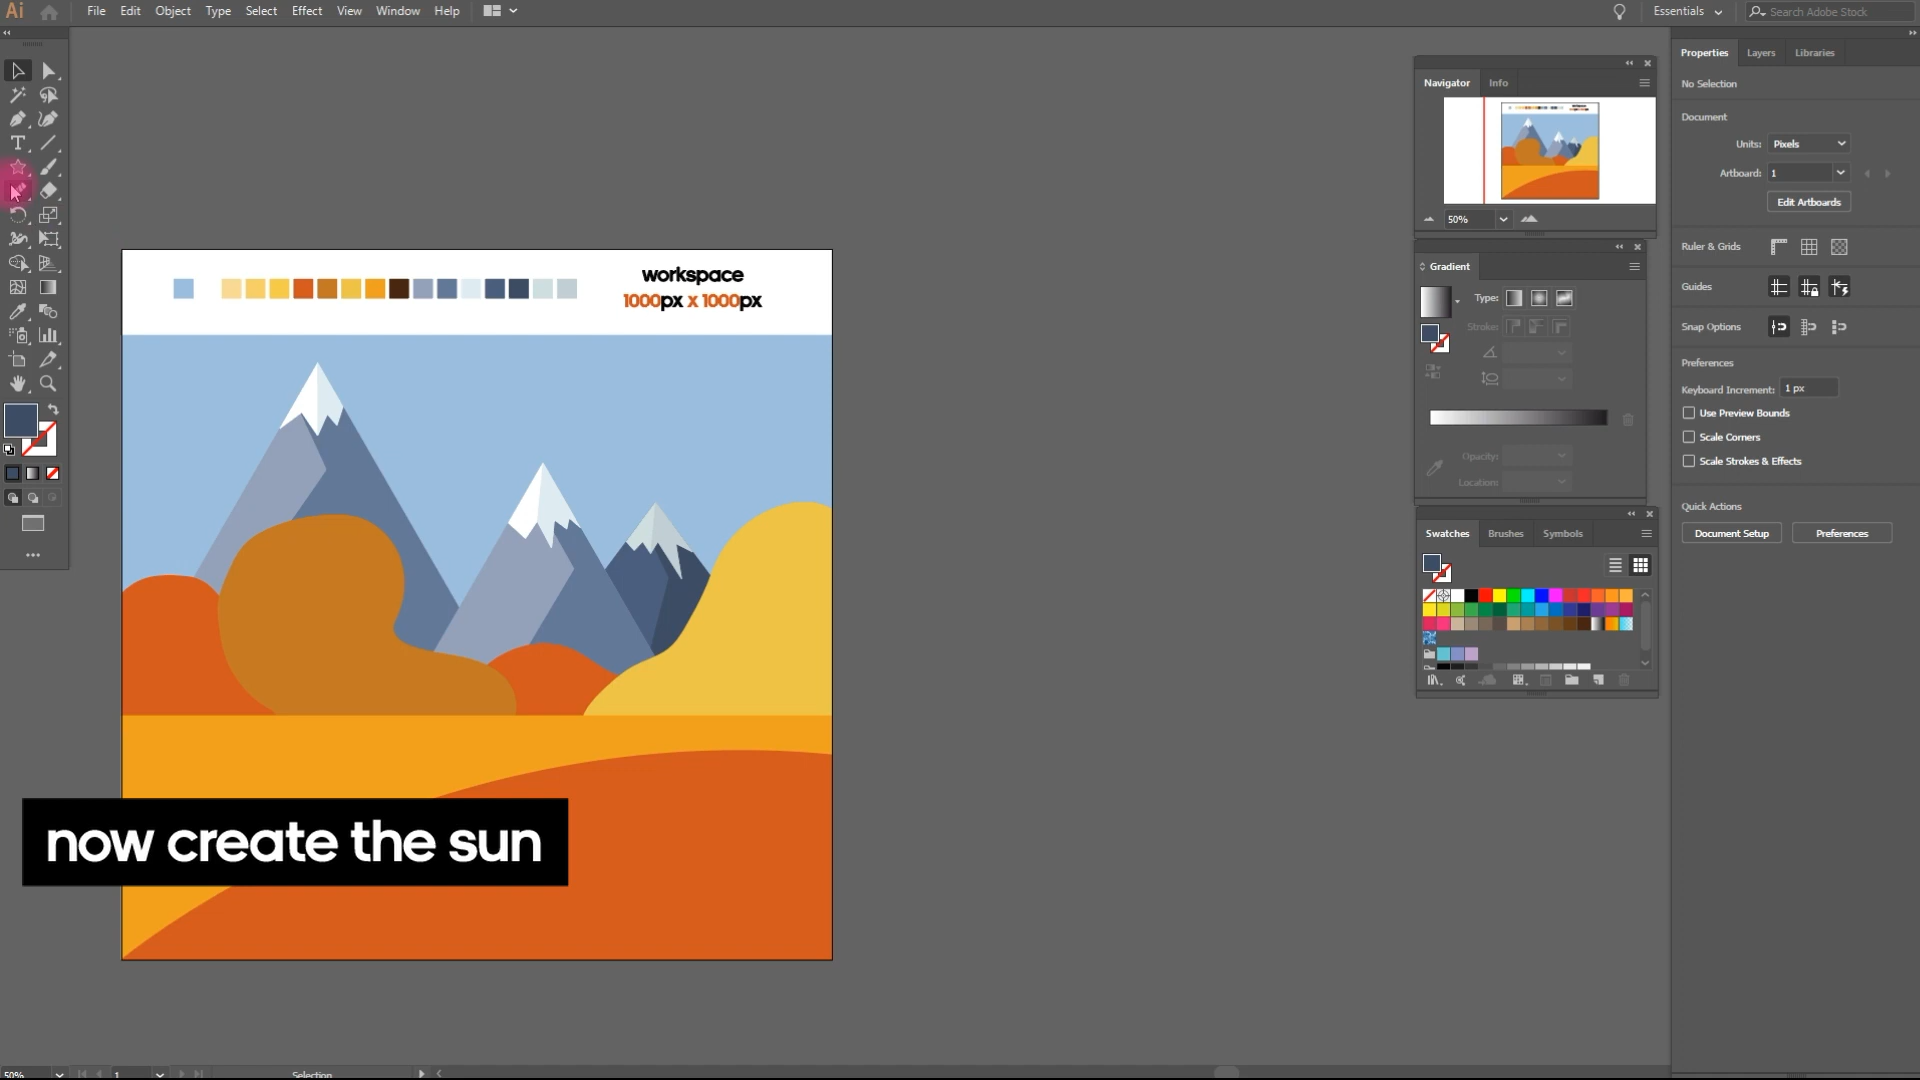 Ai File Edit Object Type Select Effect View Window Help Essentials Search Adobe Stock
Properties Layers Libraries
No Selection
Document
Units: Pixels
Artboard: 1
Edit Artboards
Ruler & Grids
Guides
Snap Options
Preferences
Keyboard Increment: 1 px
Use Preview Bounds
Scale Corners
Scale Strokes & Effects
Quick Actions
Document Setup Preferences
Navigator Info
50%
Gradient
Type:
Stroke:
Opacity:
Location:
Swatches Brushes Symbols
workspace
1000px x 1000px
now create the sun
50% 1 Selection